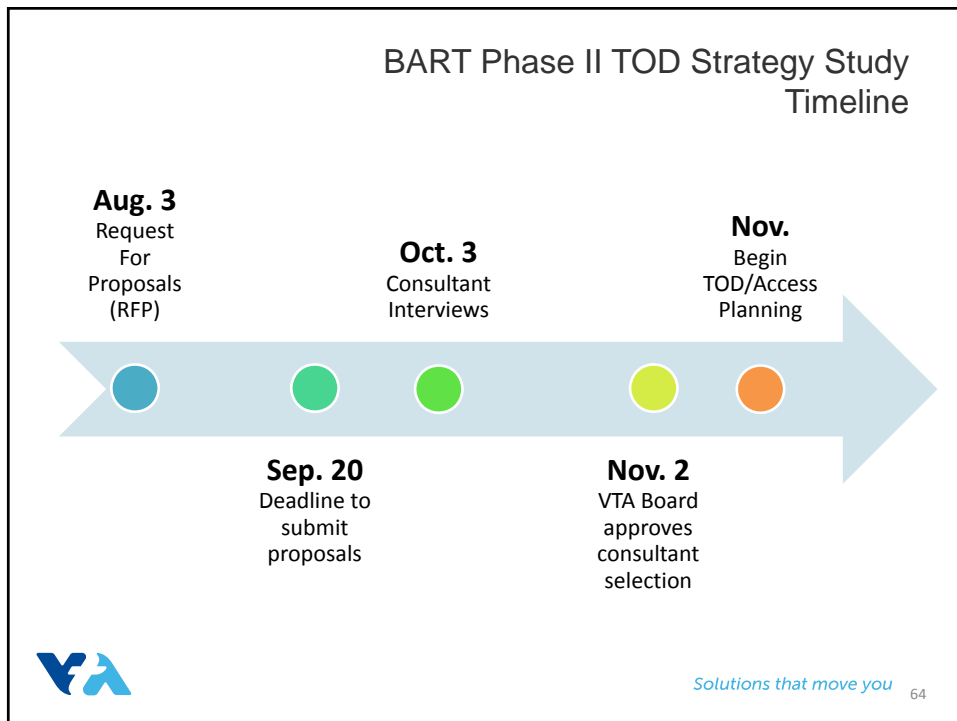 BART Phase II TOD Strategy Study
Timeline
Aug. 3
Request
For
Proposals
(RFP)
Sep. 20
Deadline to
submit
proposals
Oct. 3
Consultant
Interviews
Nov. 2
VTA Board
approves
consultant
selection
Nov.
Begin
TOD/Access
Planning
VTA
Solutions that move you
64